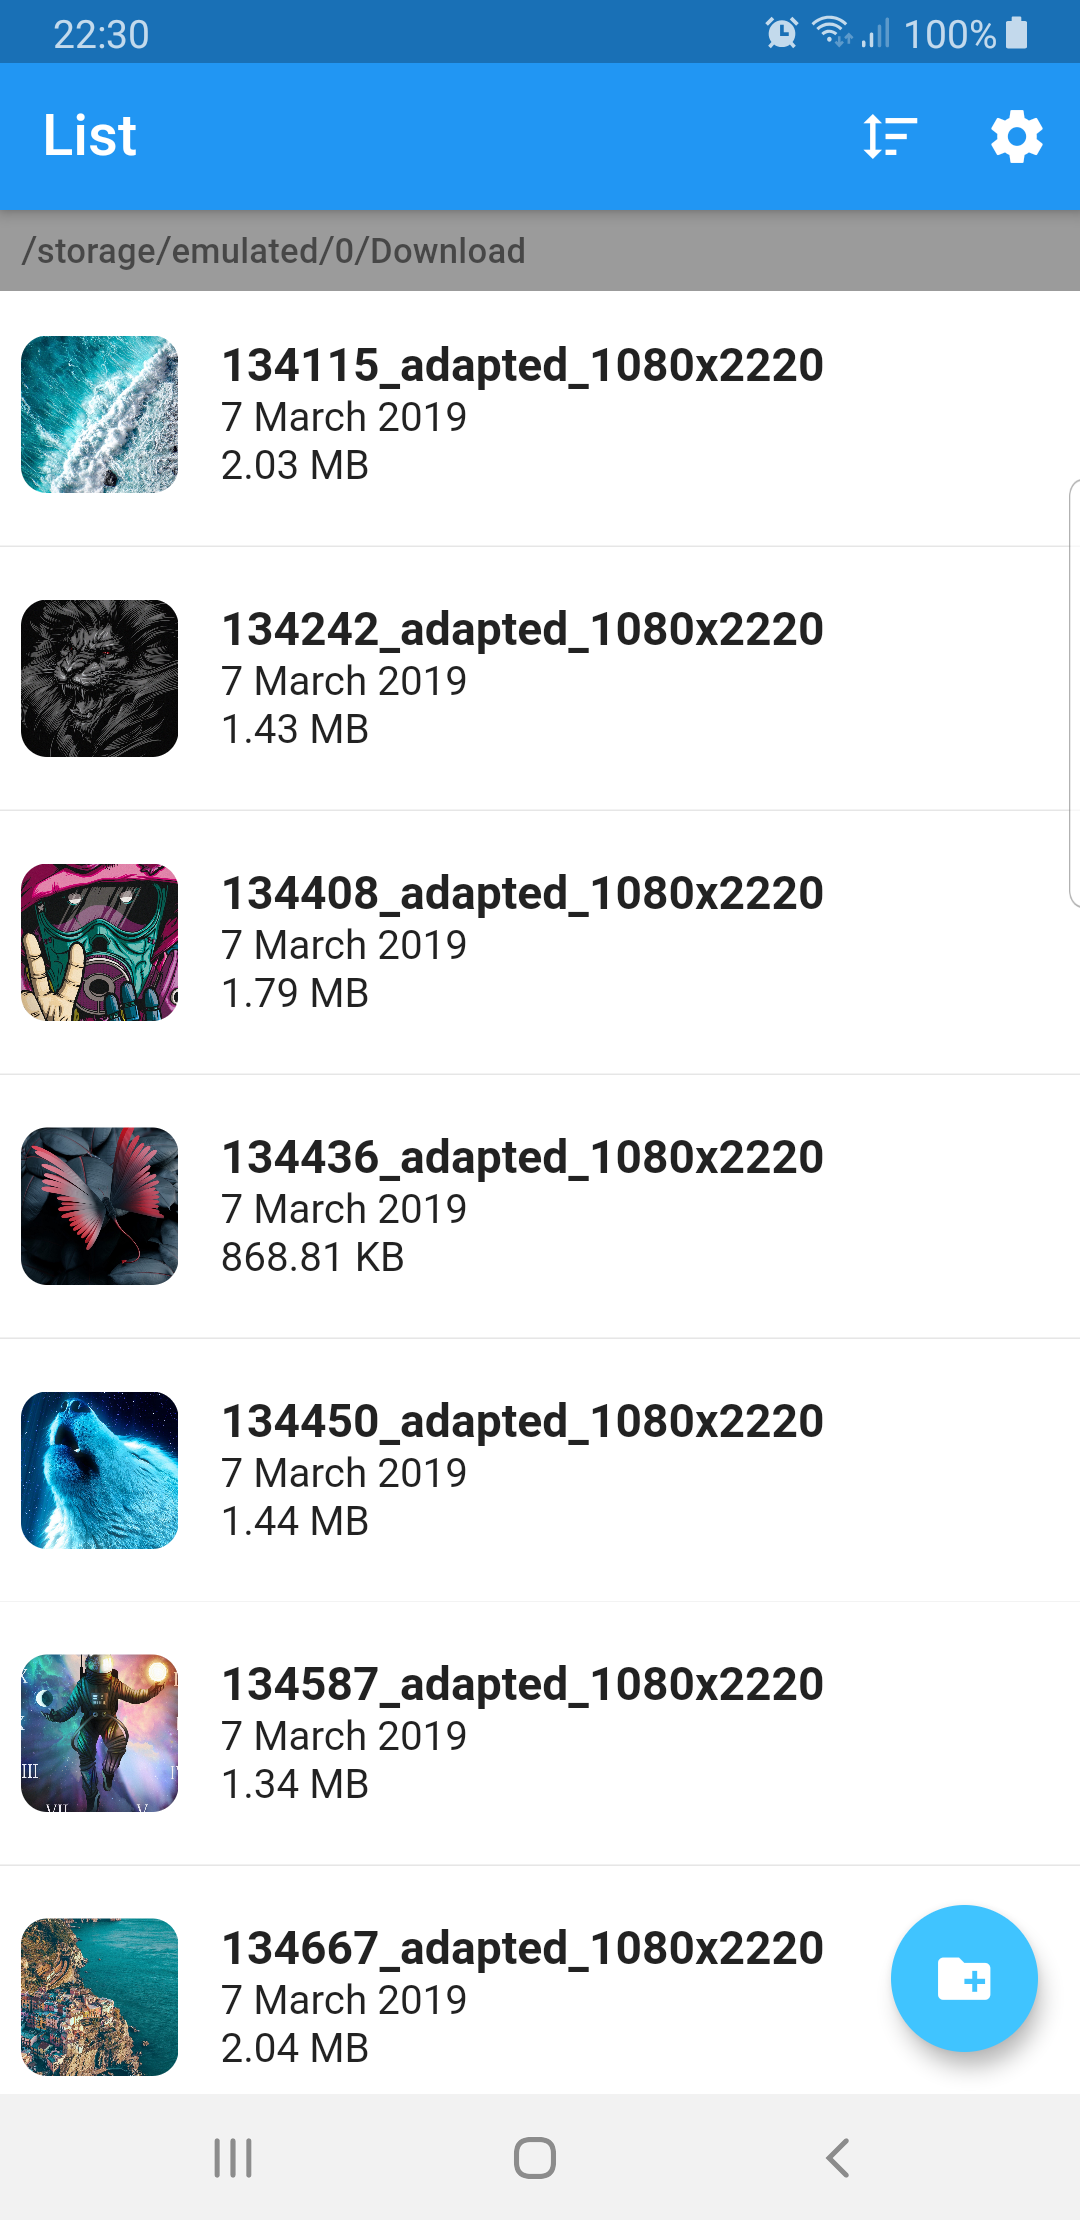 22:30
100%
List
/storage/emulated/0/Download
134115_adapted_1080x2220
7 March 2019
2.03 MB
134242_adapted_1080x2220
7 March 2019
1.43 MB
134408_adapted_1080x2220
7 March 2019
1.79 MB
134436_adapted_1080x2220
7 March 2019
868.81 KB
134450_adapted_1080x2220
7 March 2019
1.44 MB
134587_adapted_1080x2220
7 March 2019
1.34 MB
III
VII
V
134667_adapted_1080x2220
7 March 2019
2.04 MB